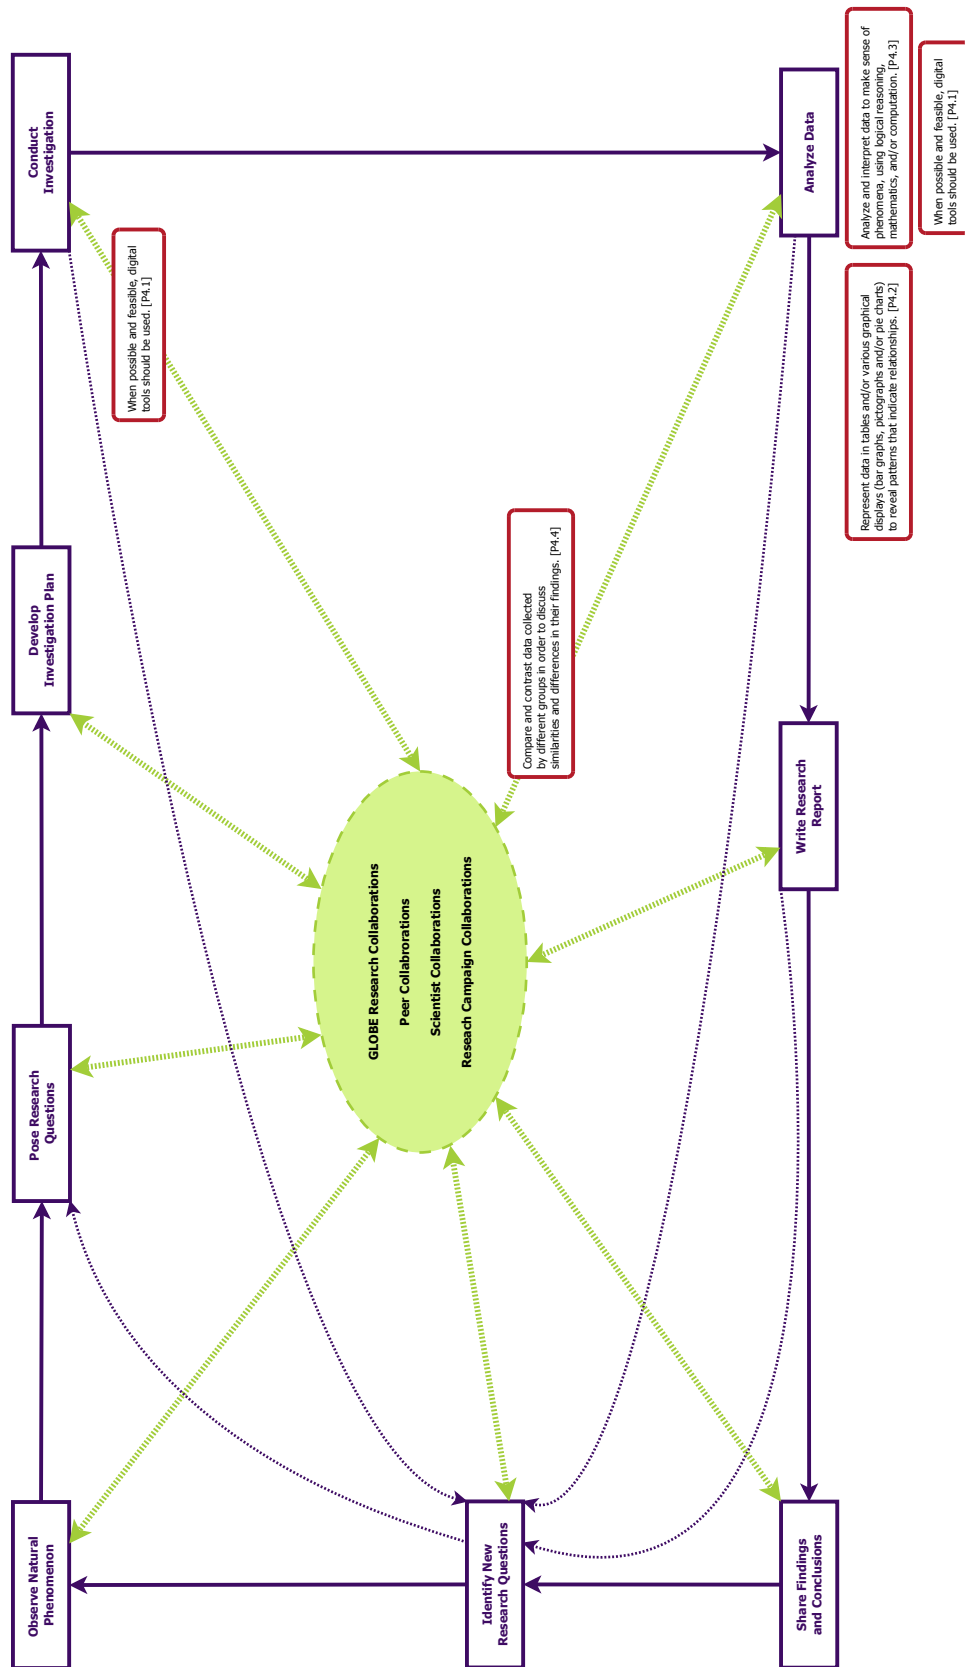 Observe Natural
Phenomenon
Pose Research
Questions
Develop
Investigation Plan
Conduct
Investigation
When possible and feasible, digital
tools should be used. [P4.1]
GLOBE Research Collaborations
Peer Collabrorations
Scientist Collaborations
Reseach Campaign Collaborations
Compare and contrast data collected
by different groups in order to discuss
similarities and differences in their findings. [P4.4]
Identify New
Research Questions
Share Findings
and Conclusions
Write Research
Report
Analyze Data
Represent data in tables and/or various graphical
displays (bar graphs, pictographs and/or pie charts)
to reveal patterns that indicate relationships. [P4.2]
Analyze and interpret data to make sense of
phenomena, using logical reasoning,
mathematics, and/or computation. [P4.3]
When possible and feasible, digital
tools should be used. [P4.1]